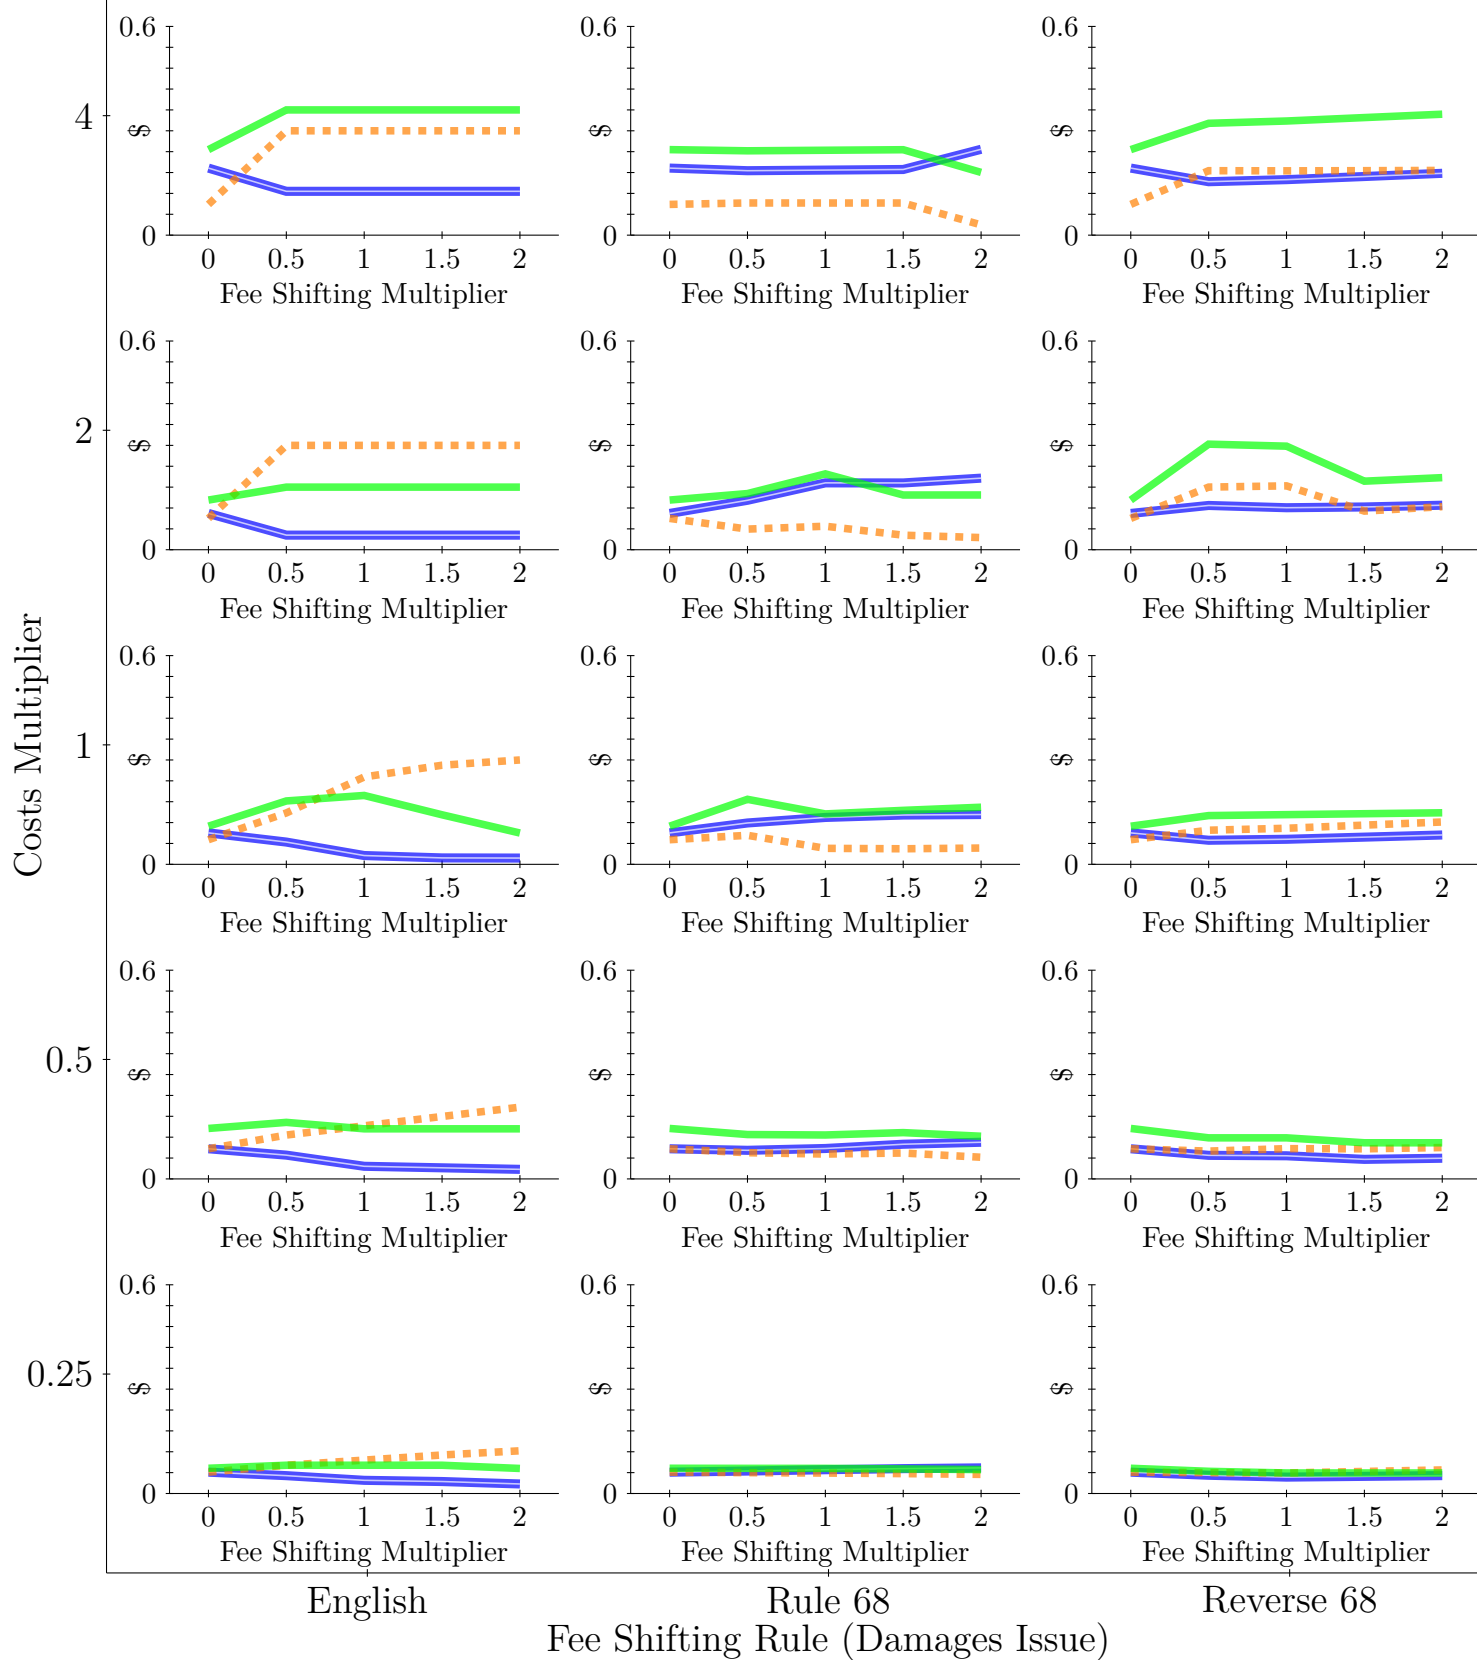 0.6 0.6 0.6
4 $ $ $
0 0 0
0 0.5 1 1.5 2 0 0.5 1 1.5 2 0 0.5 1 1.5 2
Fee Shifting Multiplier Fee Shifting Multiplier Fee Shifting Multiplier
0.6 0.6 0.6
2 $ $ $
0 0 0
0 0.5 1 1.5 2 0 0.5 1 1.5 2 0 0.5 1 1.5 2
Fee Shifting Multiplier Fee Shifting Multiplier Fee Shifting Multiplier
Costs Multiplier
0.6 0.6 0.6
1 $ $ $
0 0 0
0 0.5 1 1.5 2 0 0.5 1 1.5 2 0 0.5 1 1.5 2
Fee Shifting Multiplier Fee Shifting Multiplier Fee Shifting Multiplier
0.6 0.6 0.6
0.5 $ $ $
0 0 0
0 0.5 1 1.5 2 0 0.5 1 1.5 2 0 0.5 1 1.5 2
Fee Shifting Multiplier Fee Shifting Multiplier Fee Shifting Multiplier
0.6 0.6 0.6
0.25 $ $ $
0 0 0
0 0.5 1 1.5 2 0 0.5 1 1.5 2 0 0.5 1 1.5 2
Fee Shifting Multiplier Fee Shifting Multiplier Fee Shifting Multiplier
English Rule 68 Reverse 68
Fee Shifting Rule (Damages Issue)